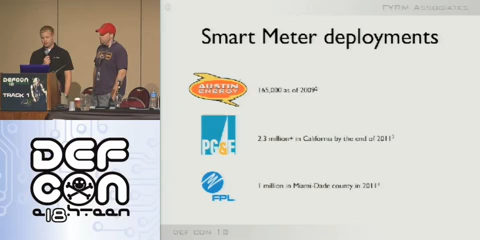 FYRM ASSOCIATES
Smart Meter deployments
AUSTIN ENERGY
165,000 as of 2009
PG&E
2.3 million+ in California by the end of 2011
FPL
1 million in Miami-Dade county in 2011
DEF CON 18
DEFCON
18
TRACK 1
DEF
CON
e18hteen